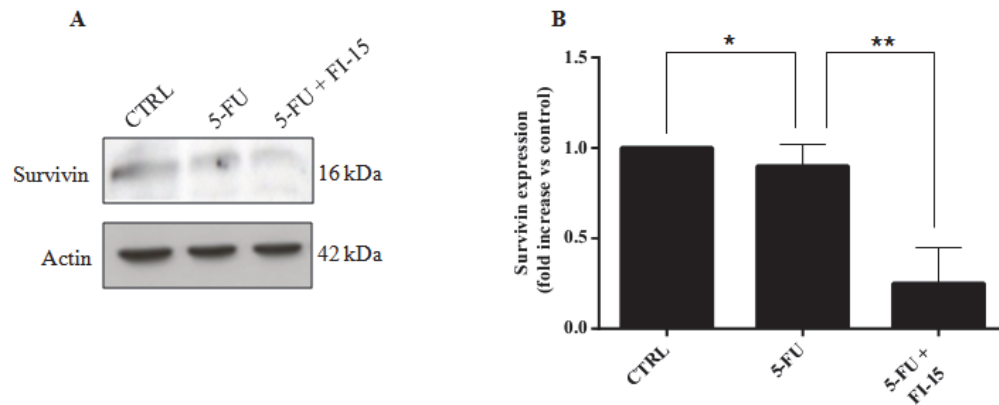 A
CTRL
5-FU
5-FU + FI-15
Survivin
16 kDa
Actin
42 kDa
B
*
**
Survivin expression
(fold increase vs control)
1.5
1.0
0.5
0.0
CTRL
5-FU
5-FU +
FI-15